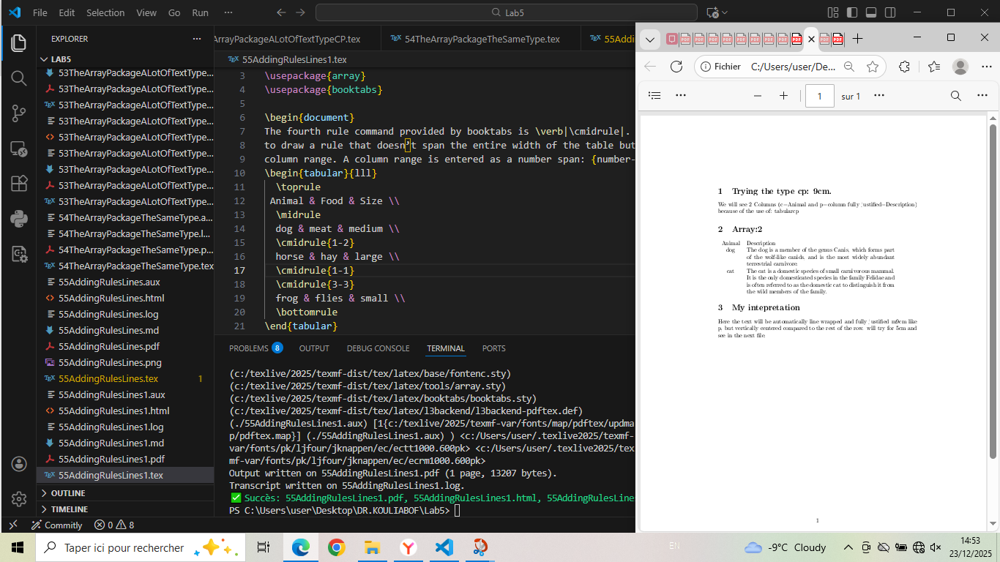 File Edit Selection View Go Run ··· Lab5
EXPLORER ···
LAB5
53TheArrayPackageALotOfTextType...
53TheArrayPackageALotOfTextType...
53TheArrayPackageALotOfTextType...
53TheArrayPackageALotOfTextType...
53TheArrayPackageALotOfTextType...
53TheArrayPackageALotOfTextType...
53TheArrayPackageALotOfTextType...
53TheArrayPackageALotOfTextType...
53TheArrayPackageALotOfTextType...
54TheArrayPackageTheSameType.a...
54TheArrayPackageTheSameType.l...
54TheArrayPackageTheSameType.p...
54TheArrayPackageTheSameType.tex
55AddingRulesLines.aux
55AddingRulesLines.html
55AddingRulesLines.log
55AddingRulesLines.md
55AddingRulesLines.pdf
55AddingRulesLines.png
55AddingRulesLines.tex 1
55AddingRulesLines1.aux
55AddingRulesLines1.html
55AddingRulesLines1.log
55AddingRulesLines1.md
55AddingRulesLines1.pdf
55AddingRulesLines1.tex
OUTLINE
TIMELINE
Commitly 0 8
ArrayPackageALotOfTextTypeCP.tex 54TheArrayPackageTheSameType.tex 55Addin
55AddingRulesLines1.tex
3 \usepackage{array}
4 \usepackage{booktabs}
5
6 \begin{document}
7 The fourth rule command provided by booktabs is \verb|\cmidrule|.
8 to draw a rule that doesn’t span the entire width of the table but
9 column range. A column range is entered as a number span: {number-
10 \begin{tabular}{lll}
11 \toprule
12 Animal & Food & Size \\
13 \midrule
14 dog & meat & medium \\
15 \cmidrule{1-2}
16 horse & hay & large \\
17 \cmidrule{1-1}
18 \cmidrule{3-3}
19 frog & flies & small \\
20 \bottomrule
21 \end{tabular}
PROBLEMS 8 OUTPUT DEBUG CONSOLE TERMINAL PORTS
(c:/texlive/2025/texmf-dist/tex/latex/base/fontenc.sty)
(c:/texlive/2025/texmf-dist/tex/latex/tools/array.sty)
(c:/texlive/2025/texmf-dist/tex/latex/booktabs/booktabs.sty)
(c:/texlive/2025/texmf-dist/tex/latex/l3backend/l3backend-pdftex.def)
(./55AddingRulesLines1.aux) [1{c:/texlive/2025/texmf-var/fonts/map/pdftex/updma
p/pdftex.map}] (./55AddingRulesLines1.aux) ) <c:/Users/user/.texlive2025/texmf-
var/fonts/pk/ljfour/jknappen/ec/ectt1000.600pk> <c:/Users/user/.texlive2025/tex
mf-var/fonts/pk/ljfour/jknappen/ec/ecrm1000.600pk>
Output written on 55AddingRulesLines1.pdf (1 page, 13207 bytes).
Transcript written on 55AddingRulesLines1.log.
✅ Succès: 55AddingRulesLines1.pdf, 55AddingRulesLines1.html, 55AddingRulesLine
PS C:\Users\user\Desktop\DR.KOULIABOF\Lab5>
Fichier C:/Users/user/De...
1 sur 1
1 Trying the type cp: 9cm.
We will see 2 Columns (c=Animal and p=column fully justified=Description)
because of the use of: tabularcp
2 Array:2
Animal Description
dog The dog is a member of the genus Canis, which forms part
of the wolf-like canids, and is the most widely abundant
terrestrial carnivore.
cat The cat is a domestic species of small carnivorous mammal.
It is the only domesticated species in the family Felidae and
is often referred to as the domestic cat to distinguish it from
the wild members of the family.
3 My intepretation
Here the text will be automatically line wrapped and fully justified m9cm like
p, but vertically centered compared to the rest of the row. will try for 5cm and
see in the next file.
1
Taper ici pour rechercher
EN
-9°C Cloudy
14:53
23/12/2025